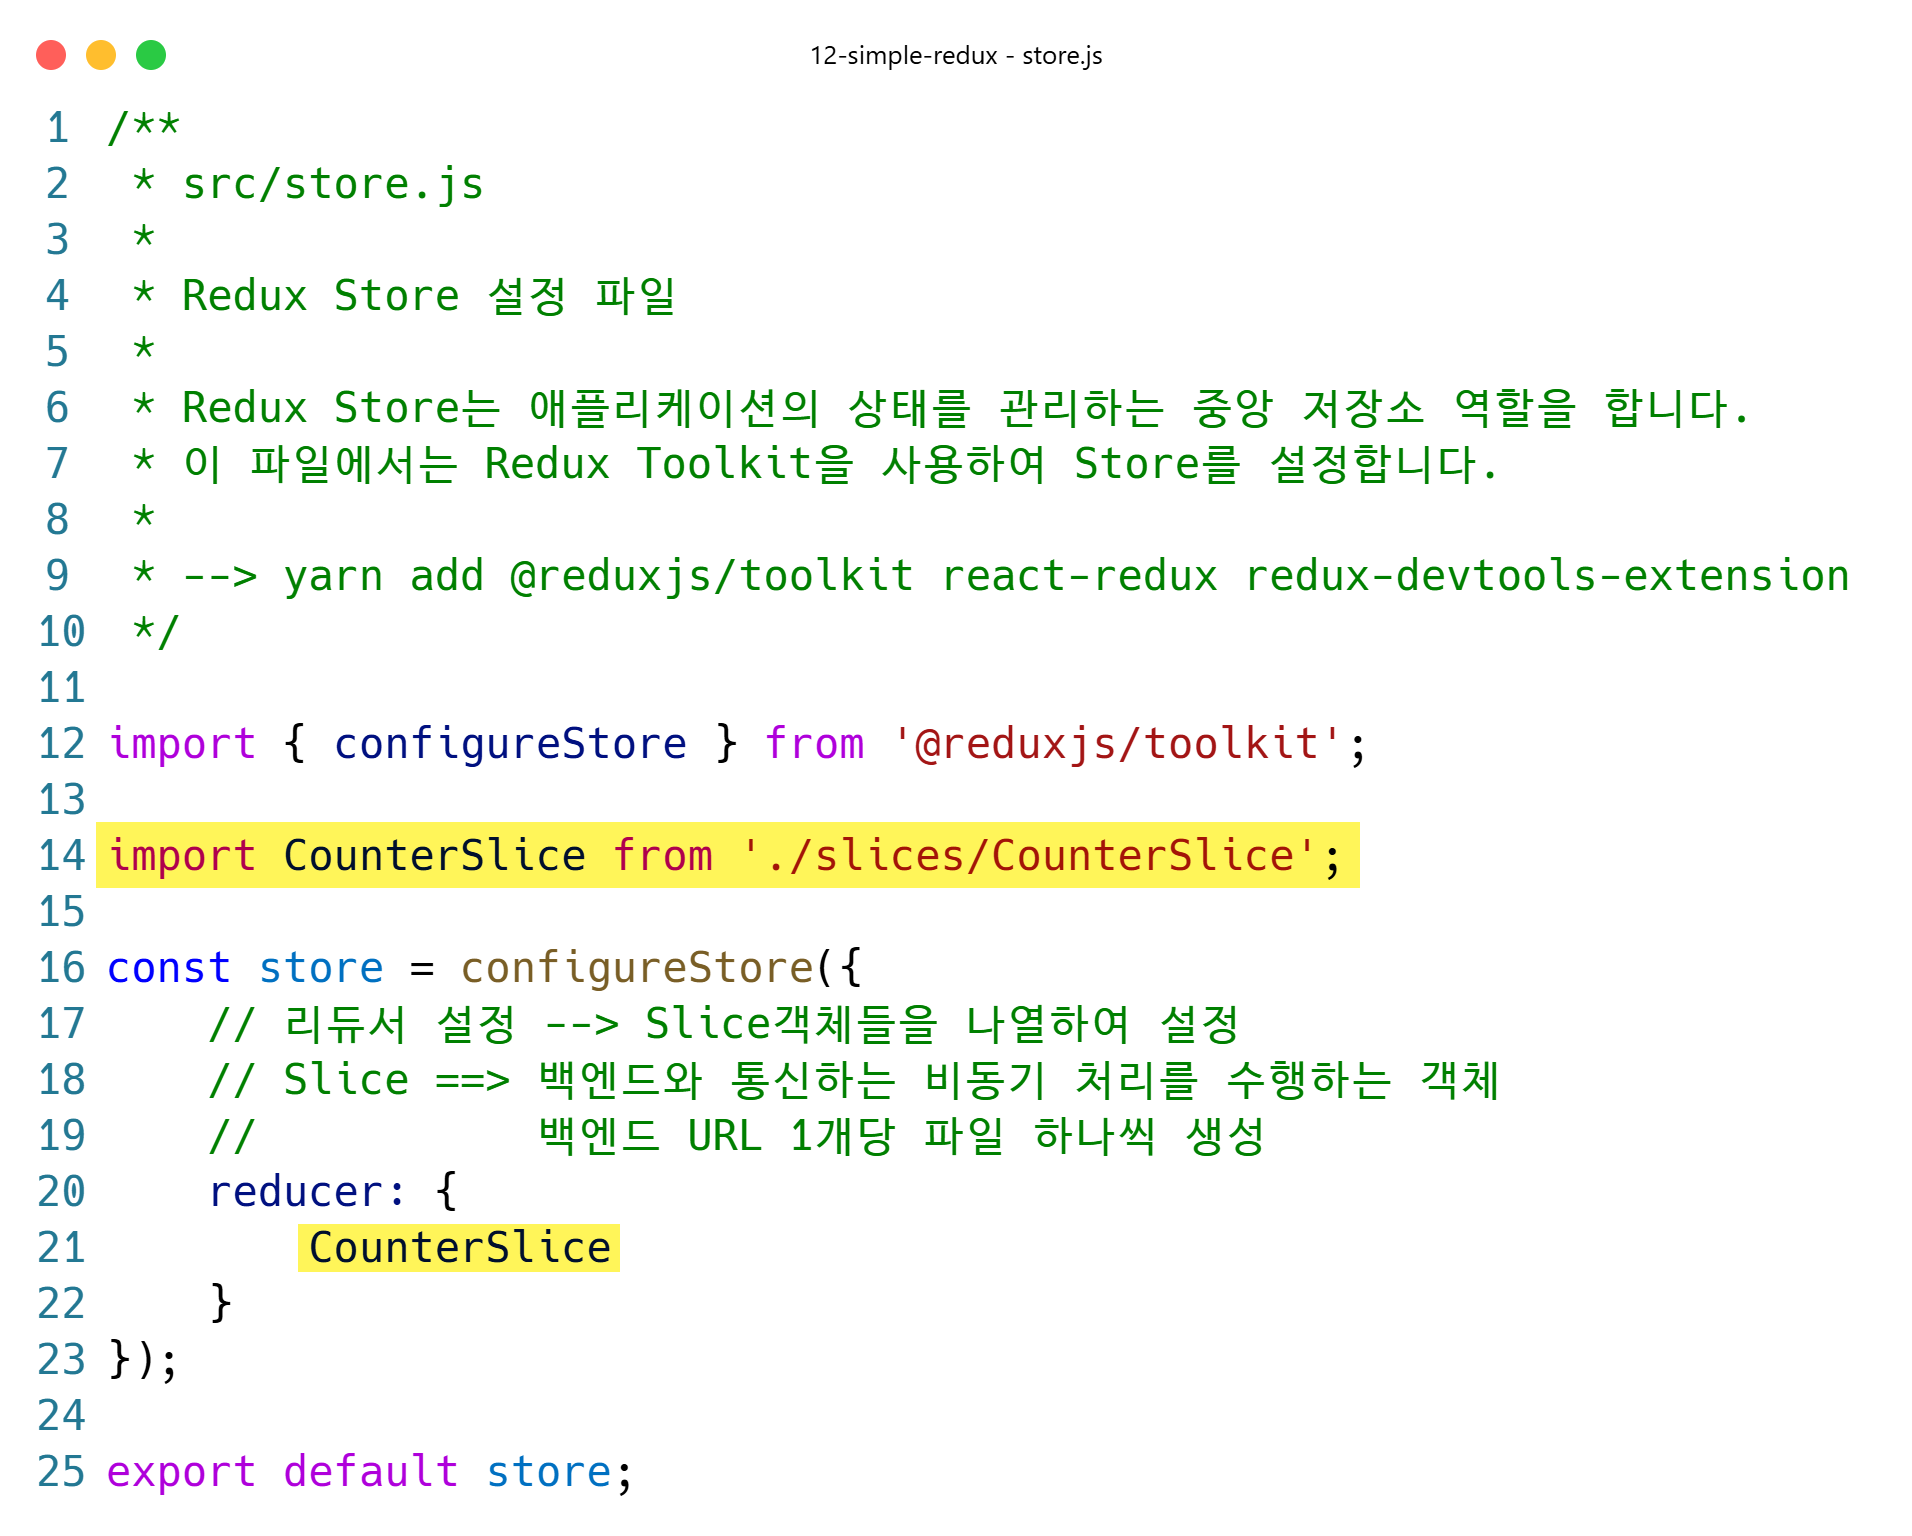 12-simple-redux - store.js
1 /**
2  * src/store.js
3  *
4  * Redux Store 설정 파일
5  *
6  * Redux Store는 애플리케이션의 상태를 관리하는 중앙 저장소 역할을 합니다.
7  * 이 파일에서는 Redux Toolkit을 사용하여 Store를 설정합니다.
8  *
9  * --> yarn add @reduxjs/toolkit react-redux redux-devtools-extension
10  */
11
12 import { configureStore } from '@reduxjs/toolkit';
13
14 import CounterSlice from './slices/CounterSlice';
15
16 const store = configureStore({
17     // 리듀서 설정 --> Slice객체들을 나열하여 설정
18     // Slice ==> 백엔드와 통신하는 비동기 처리를 수행하는 객체
19     //           백엔드 URL 1개당 파일 하나씩 생성
20     reducer: {
21         CounterSlice
22     }
23 });
24
25 export default store;